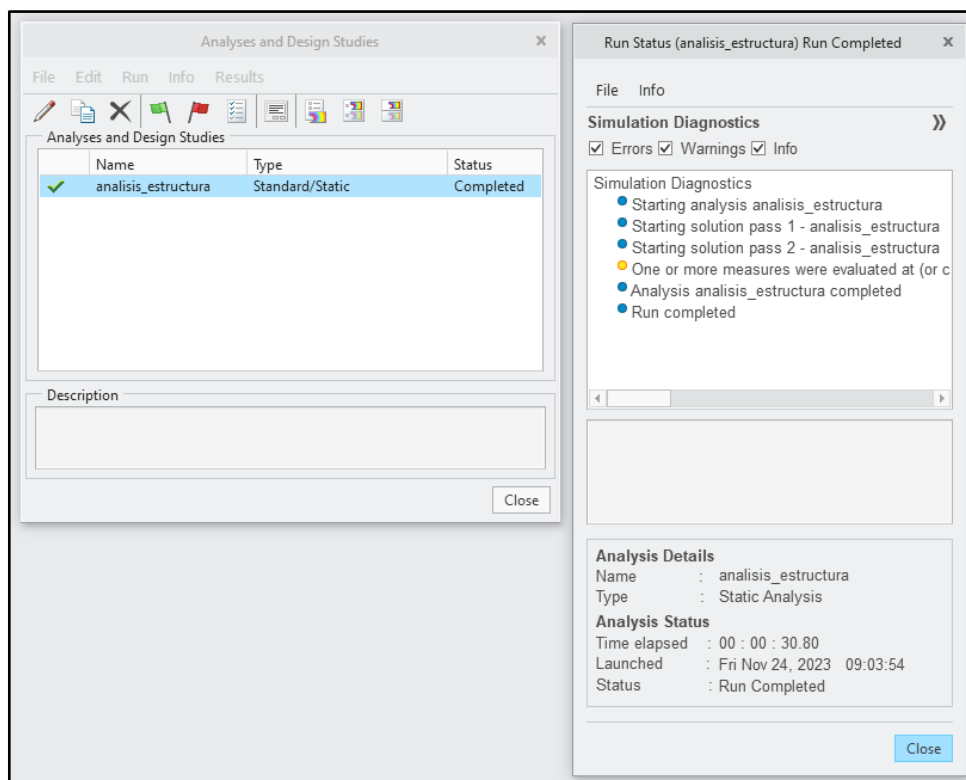 Analyses and Design Studies
File Edit Run Info Results
Analyses and Design Studies
Name Type Status
analisis_estructura Standard/Static Completed
Description
Close
Run Status (analisis_estructura) Run Completed
File Info
Simulation Diagnostics
Errors Warnings Info
Simulation Diagnostics
Starting analysis analisis_estructura
Starting solution pass 1 - analisis_estructura
Starting solution pass 2 - analisis_estructura
One or more measures were evaluated at (or c
Analysis analisis_estructura completed
Run completed
Analysis Details
Name : analisis_estructura
Type : Static Analysis
Analysis Status
Time elapsed : 00 : 00 : 30.80
Launched : Fri Nov 24, 2023 09:03:54
Status : Run Completed
Close